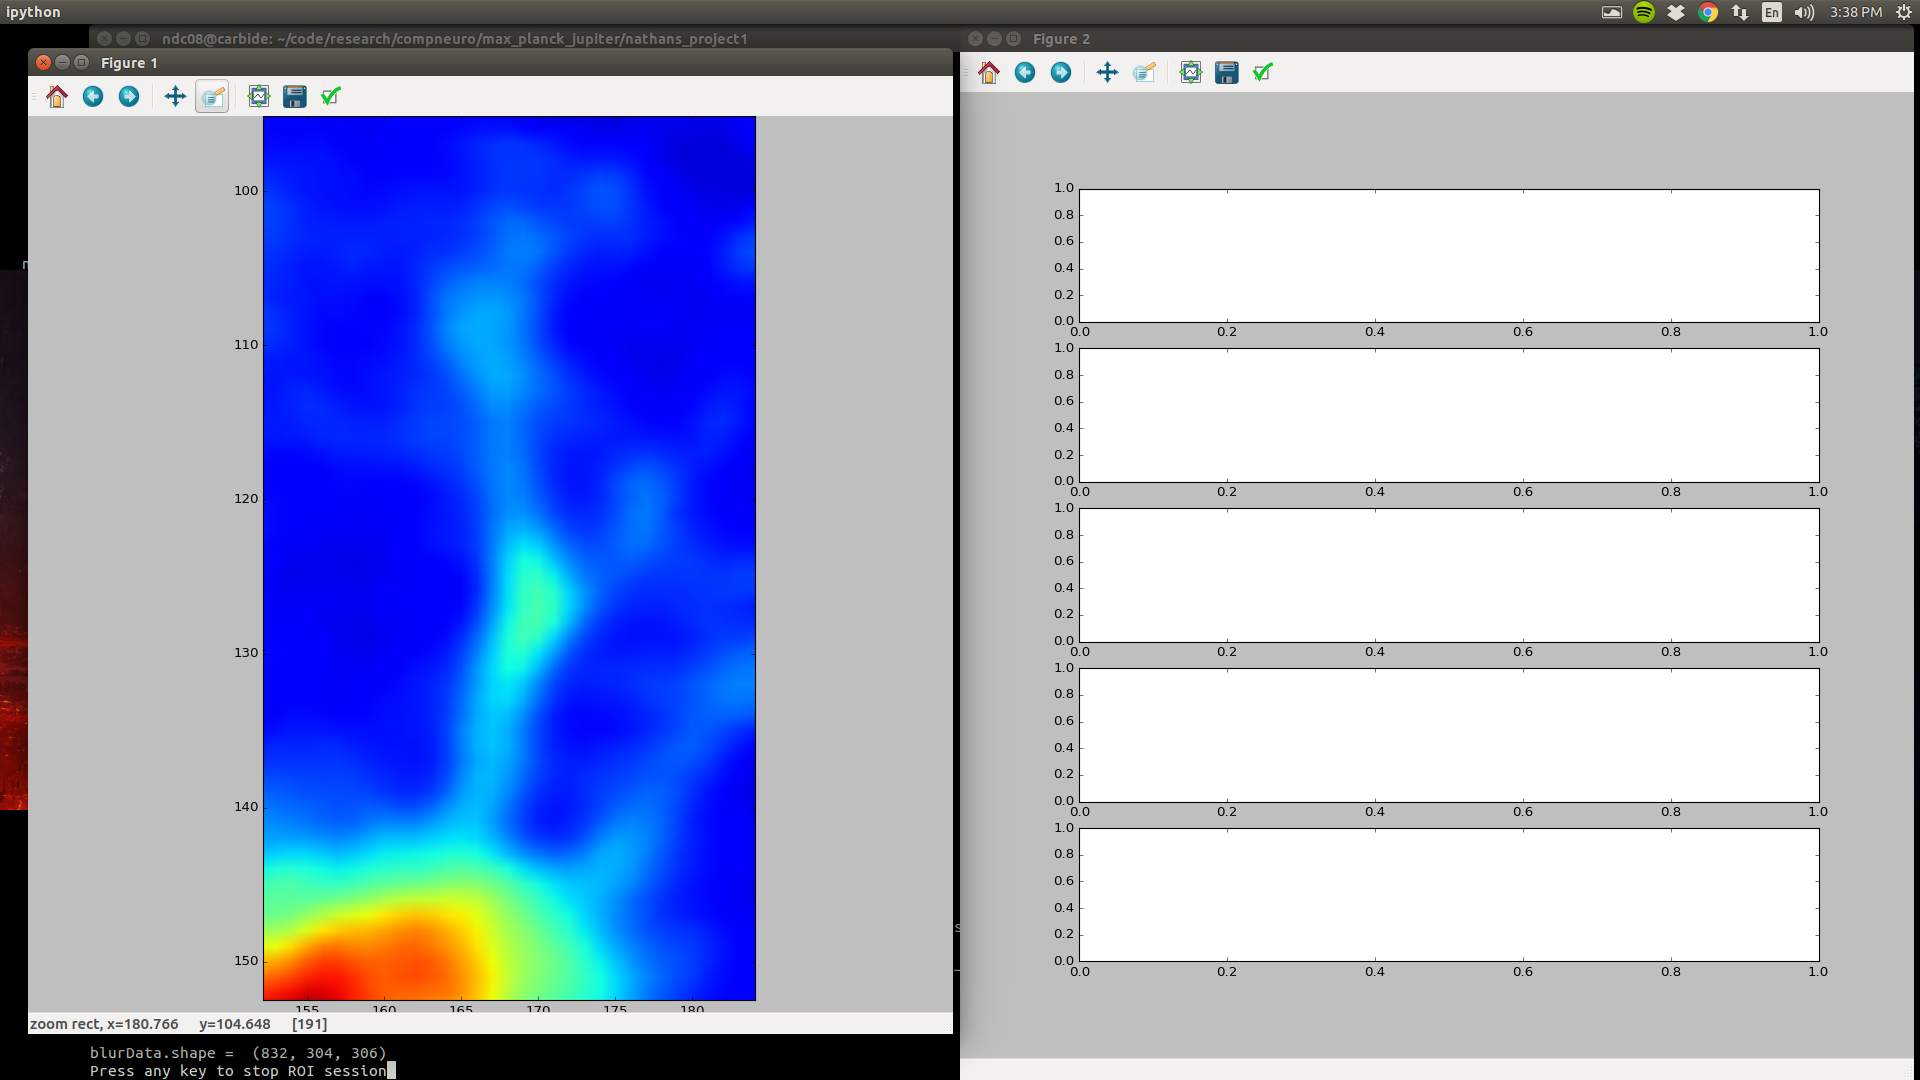 ipython
En
3:38 PM
ndc08@carbide: ~/code/research/compneuro/max_planck_jupiter/nathans_project1
Figure 1
100
110
120
130
140
150
155 160 165 170 175 180
zoom rect, x=180.766 y=104.648 [191]
blurData.shape = (832, 304, 306)
Press any key to stop ROI session
Figure 2
1.0
0.8
0.6
0.4
0.2
0.0
0.0 0.2 0.4 0.6 0.8 1.0
1.0
0.8
0.6
0.4
0.2
0.0
0.0 0.2 0.4 0.6 0.8 1.0
1.0
0.8
0.6
0.4
0.2
0.0
0.0 0.2 0.4 0.6 0.8 1.0
1.0
0.8
0.6
0.4
0.2
0.0
0.0 0.2 0.4 0.6 0.8 1.0
1.0
0.8
0.6
0.4
0.2
0.0
0.0 0.2 0.4 0.6 0.8 1.0